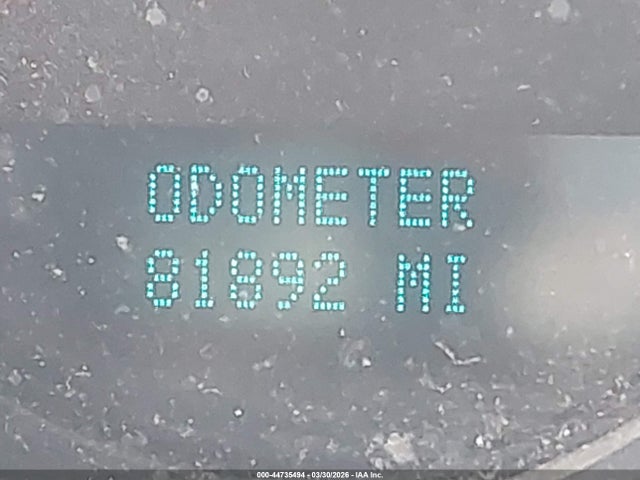 ODOMETER
81892 MI
000-44735494 - 03/30/2026 - IAA Inc.